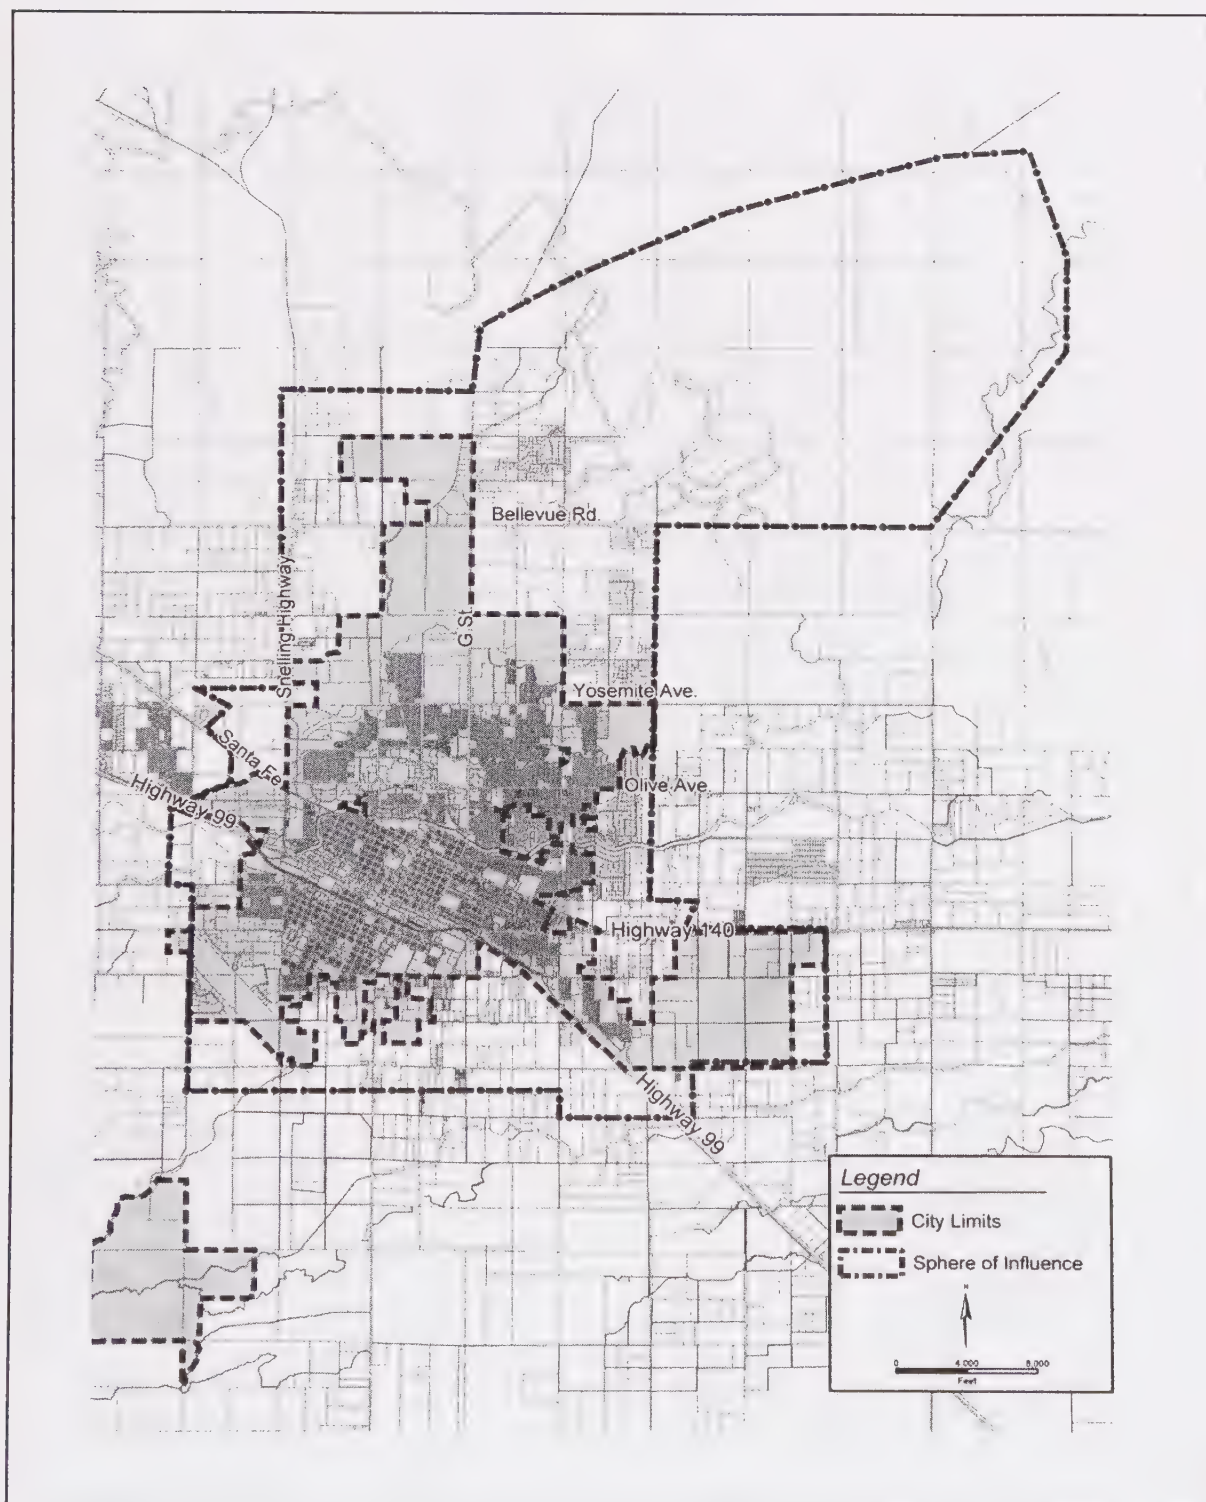 Bellevue Rd.
Snelling Highway
G St.
Yosemite Ave.
Santa Fe
Olive Ave.
Highway 99
Highway 140
Highway 99
Legend
City Limits
Sphere of Influence
N
0 4,000 8,000
Feet